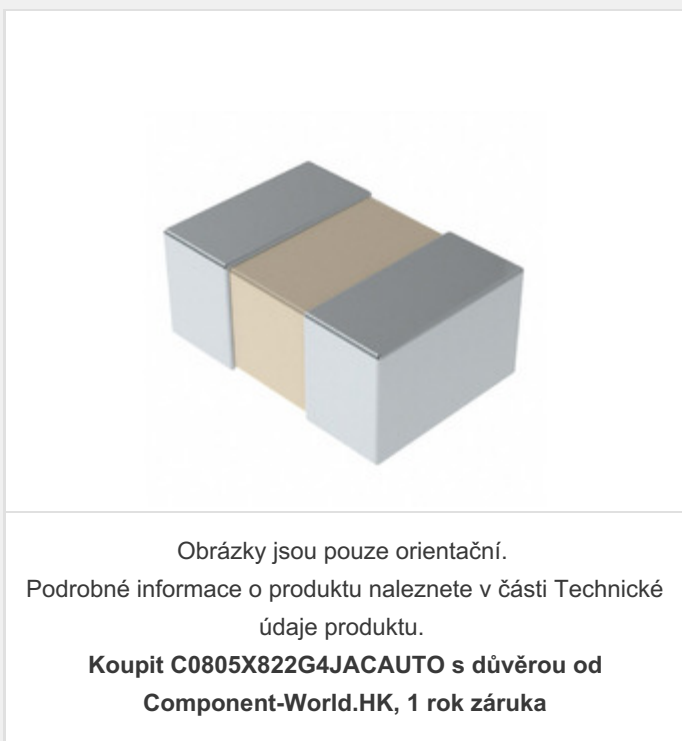 Obrázky jsou pouze orientační.
Podrobné informace o produktu naleznete v části Technické
údaje produktu.
Koupit C0805X822G4JACAUTO s důvěrou od
Component-World.HK, 1 rok záruka